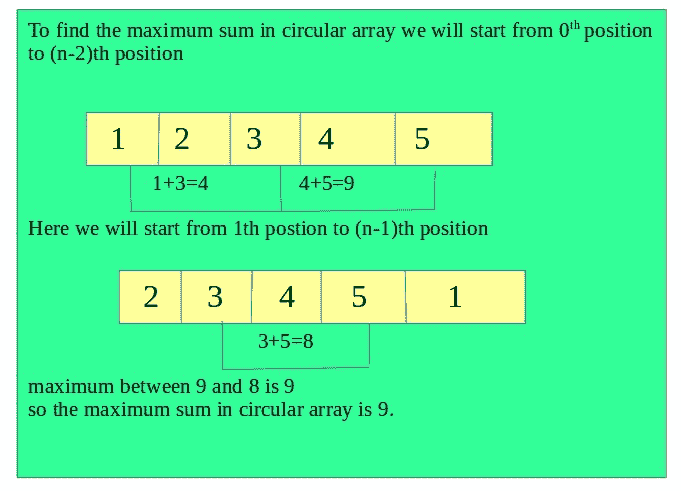 To find the maximum sum in circular array we will start from 0th position
to (n-2)th position
1 2 3 4 5
1+3=4 4+5=9
Here we will start from 1th postion to (n-1)th position
2 3 4 5 1
3+5=8
maximum between 9 and 8 is 9
so the maximum sum in circular array is 9.